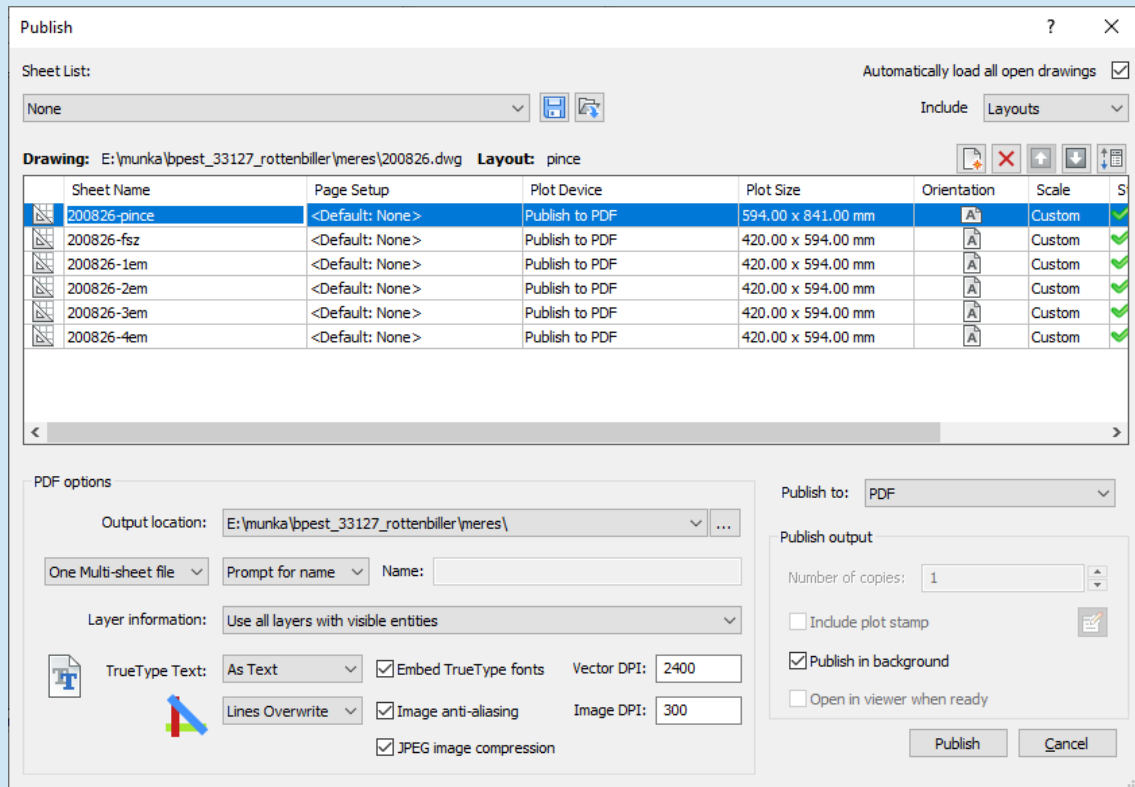 Publish
?
Sheet List:
Automatically load all open drawings
None
Include Layouts
Drawing: E:\munka\bpest_33127_rottenbiller\meres\200826.dwg Layout: pince
Sheet Name Page Setup Plot Device Plot Size Orientation Scale St
200826-pince <Default: None> Publish to PDF 594.00 x 841.00 mm A Custom
200826-fsz <Default: None> Publish to PDF 420.00 x 594.00 mm A Custom
200826-1em <Default: None> Publish to PDF 420.00 x 594.00 mm A Custom
200826-2em <Default: None> Publish to PDF 420.00 x 594.00 mm A Custom
200826-3em <Default: None> Publish to PDF 420.00 x 594.00 mm A Custom
200826-4em <Default: None> Publish to PDF 420.00 x 594.00 mm A Custom
PDF options
Output location: E:\munka\bpest_33127_rottenbiller\meres\ ...
One Multi-sheet file Prompt for name Name:
Layer information: Use all layers with visible entities
TrueType Text: As Text Embed TrueType fonts Vector DPI: 2400
Lines Overwrite Image anti-aliasing Image DPI: 300
JPEG image compression
Publish to: PDF
Publish output
Number of copies: 1
Include plot stamp
Publish in background
Open in viewer when ready
Publish Cancel